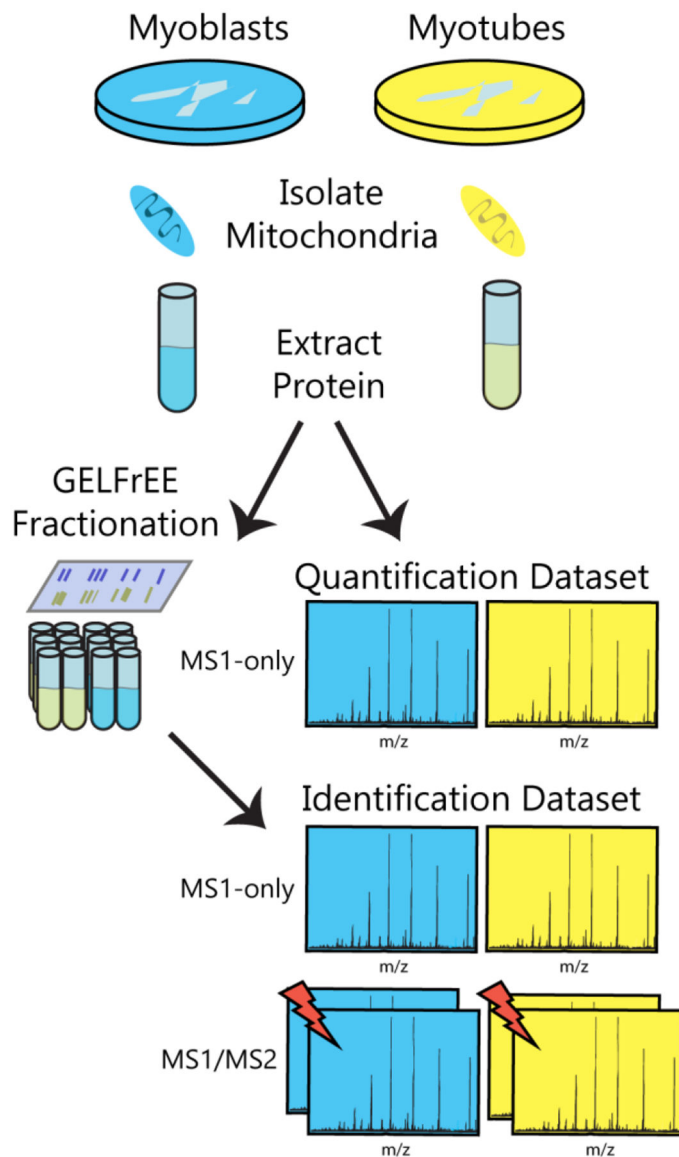 Myoblasts
Myotubes
Isolate
Mitochondria
Extract
Protein
GELFrEE
Fractionation
Quantification Dataset
MS1-only
m/z
m/z
Identification Dataset
MS1-only
m/z
m/z
MS1/MS2
m/z
m/z